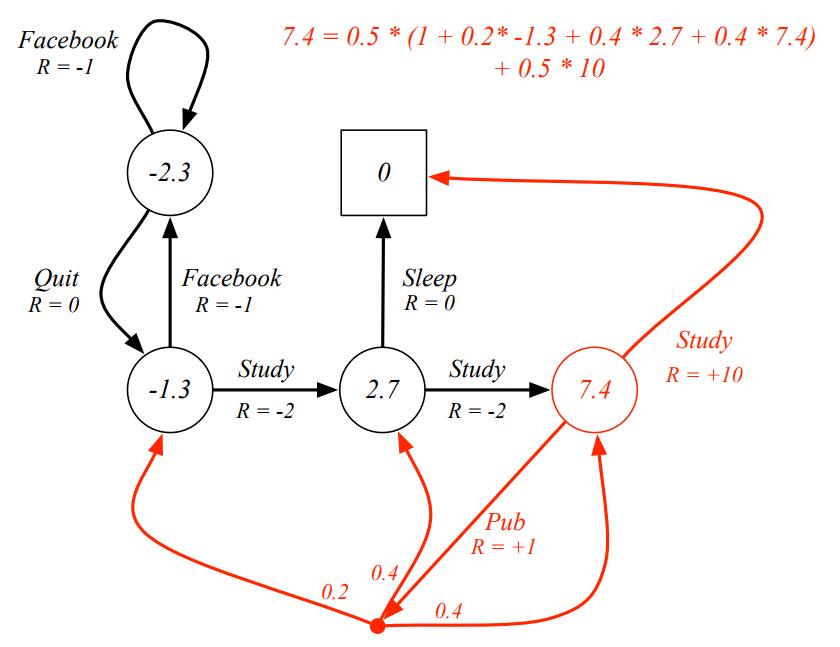 Facebook
R = -1
7.4 = 0.5 * (1 + 0.2* -1.3 + 0.4 * 2.7 + 0.4 * 7.4)
+ 0.5 * 10
-2.3
0
Quit
R = 0
Facebook
R = -1
Sleep
R = 0
-1.3
Study
R = -2
2.7
Study
R = -2
7.4
Study
R = +10
Pub
R = +1
0.2
0.4
0.4